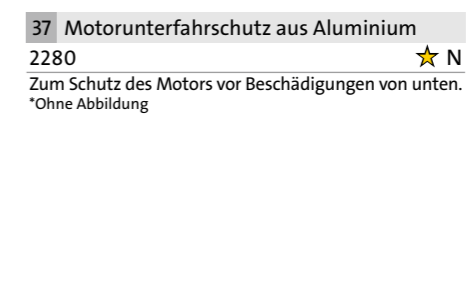 37 Motorunterfahrschutz aus Aluminium
2280 N
Zum Schutz des Motors vor Beschädigungen von unten.
*Ohne Abbildung